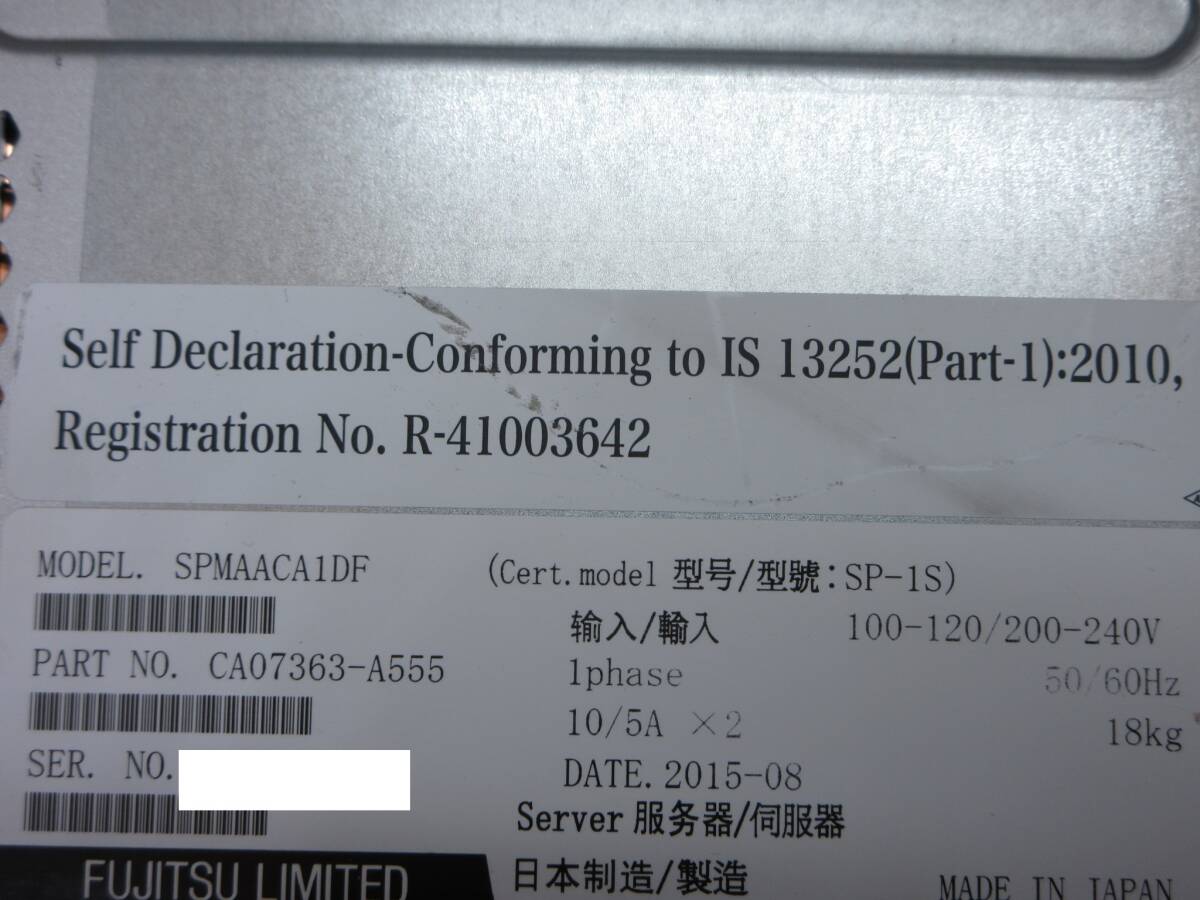 Self Declaration-Conforming to IS 13252(Part-1):2010,
Registration No. R-41003642
MODEL. SPMAACA1DF
(Cert.model 型号/型號:SP-1S)
输入/輸入 100-120/200-240V
PART NO. CA07363-A555
1phase 50/60Hz
10/5A ×2 18kg
SER. NO.
DATE. 2015-08
Server 服务器/伺服器
FUJITSU LIMITED
日本制造/製造 MADE IN JAPAN